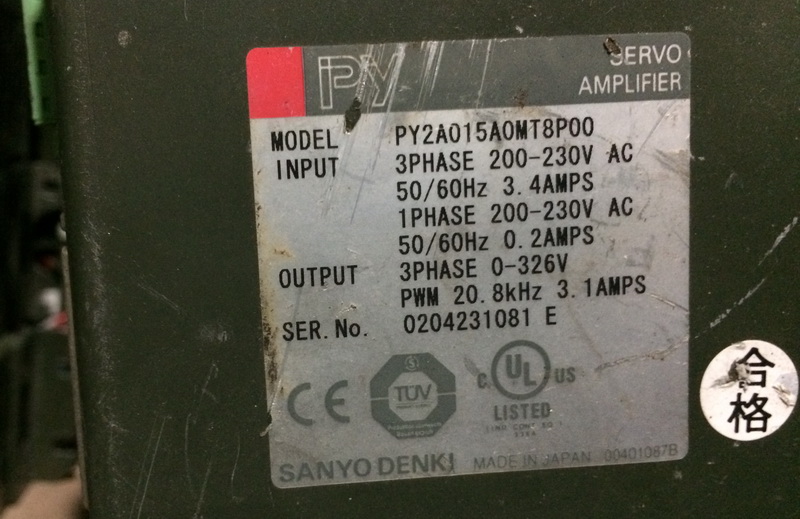 PY
SERVO
AMPLIFIER
MODEL PY2A015A0MT8P00
INPUT 3PHASE 200-230V AC
50/60Hz 3.4AMPS
1PHASE 200-230V AC
50/60Hz 0.2AMPS
OUTPUT 3PHASE 0-326V
PWM 20.8kHz 3.1AMPS
SER.No. 0204231081 E
CE
TÜV
C UL US
LISTED
SANYO DENKI MADE IN JAPAN 00401087B
合格